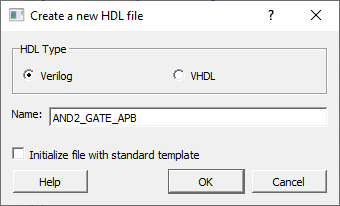 Create a new HDL file
?
HDL Type
Verilog
VHDL
Name:
AND2_GATE_APB
Initialize file with standard template
Help
OK
Cancel